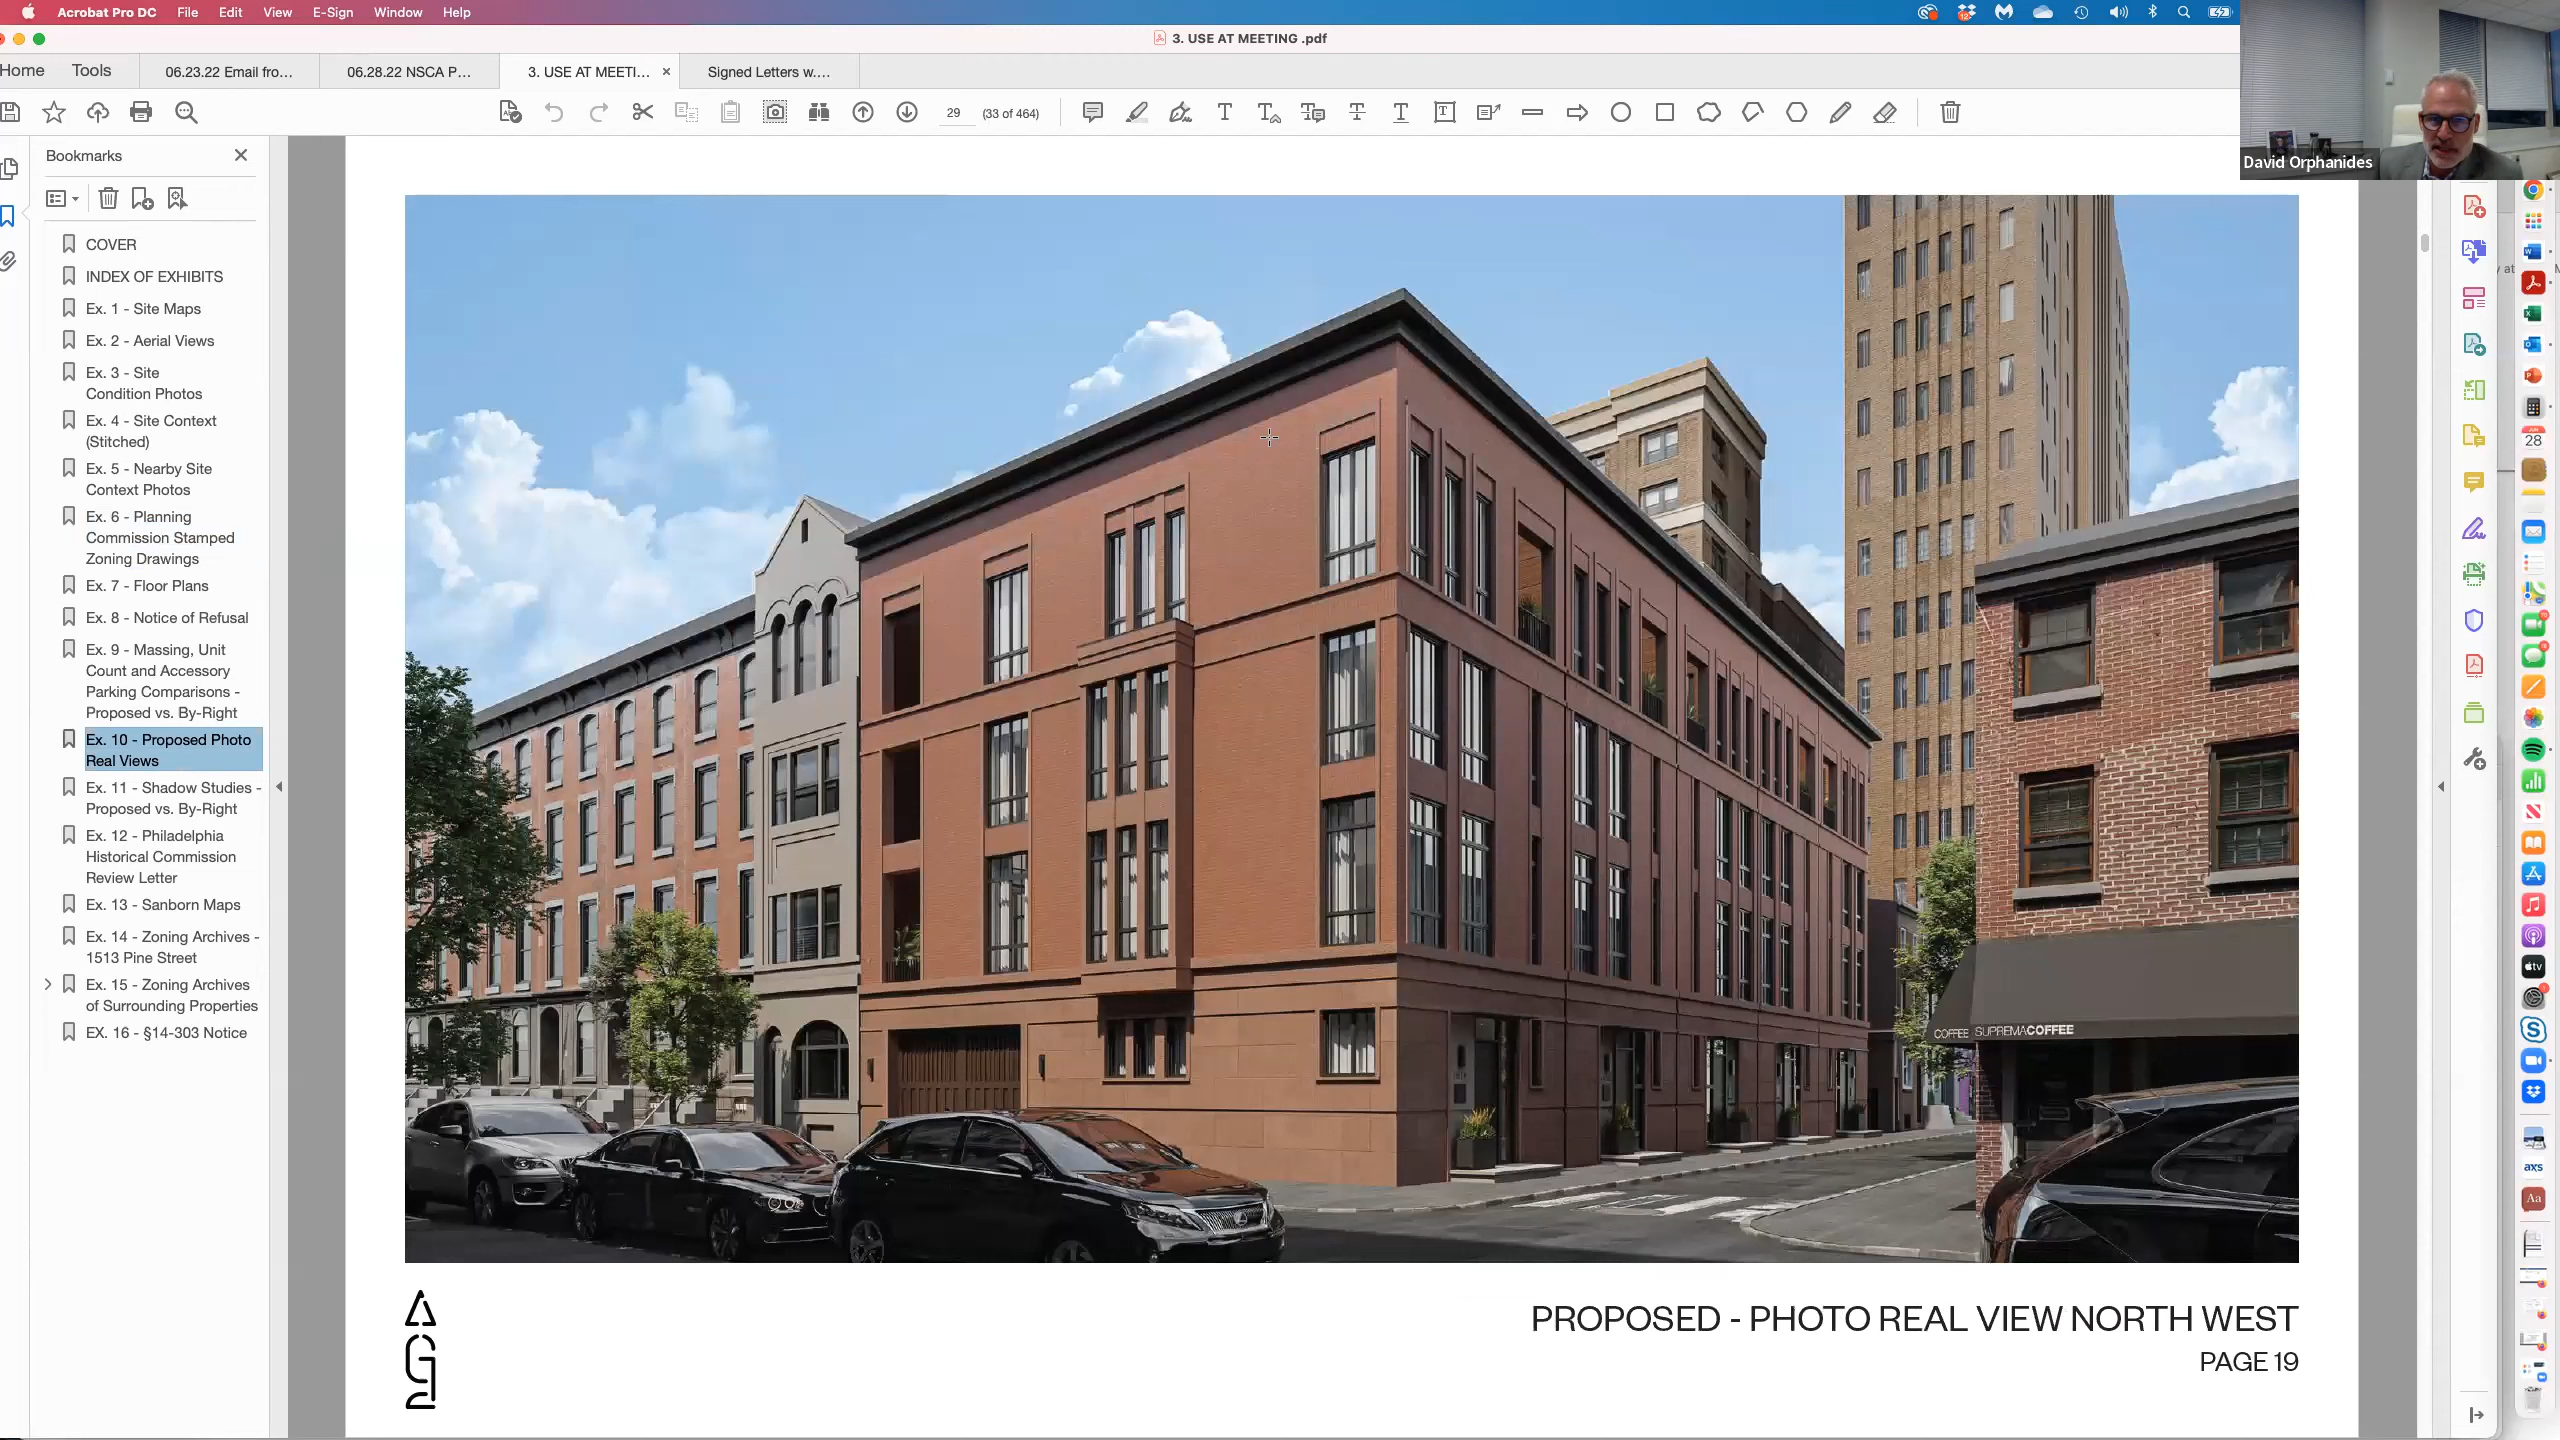 Acrobat Pro DC File Edit View E-Sign Window Help
3. USE AT MEETING .pdf
Home Tools 06.23.22 Email fro... 06.28.22 NSCA P... 3. USE AT MEETI... Signed Letters w....
29 (33 of 464)
Bookmarks
COVER
INDEX OF EXHIBITS
Ex. 1 - Site Maps
Ex. 2 - Aerial Views
Ex. 3 - Site
Condition Photos
Ex. 4 - Site Context
(Stitched)
Ex. 5 - Nearby Site
Context Photos
Ex. 6 - Planning
Commission Stamped
Zoning Drawings
Ex. 7 - Floor Plans
Ex. 8 - Notice of Refusal
Ex. 9 - Massing, Unit
Count and Accessory
Parking Comparisons -
Proposed vs. By-Right
Ex. 10 - Proposed Photo
Real Views
Ex. 11 - Shadow Studies -
Proposed vs. By-Right
Ex. 12 - Philadelphia
Historical Commission
Review Letter
Ex. 13 - Sanborn Maps
Ex. 14 - Zoning Archives -
1513 Pine Street
Ex. 15 - Zoning Archives
of Surrounding Properties
EX. 16 - §14-303 Notice
David Orphanides
COFFEE SUPREMACOFFEE
PROPOSED - PHOTO REAL VIEW NORTH WEST
PAGE 19
28
tv
axs
Aa